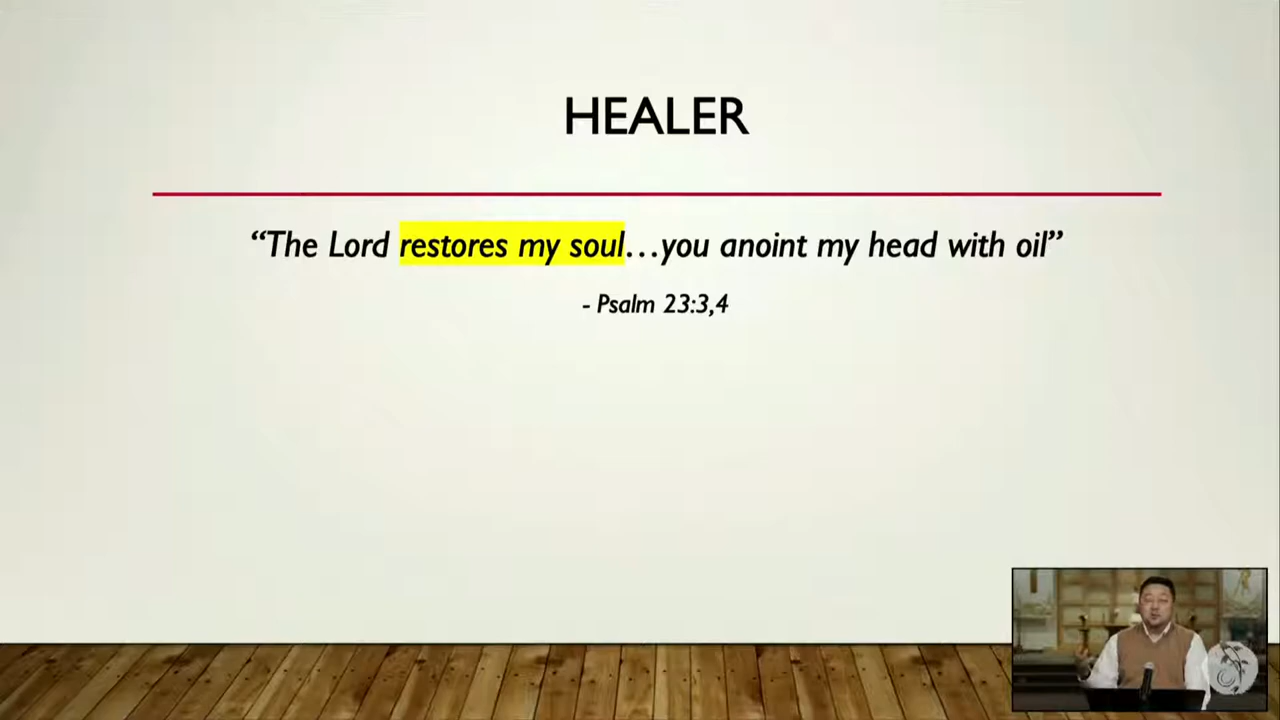 HEALER
“The Lord restores my soul…you anoint my head with oil”
- Psalm 23:3,4